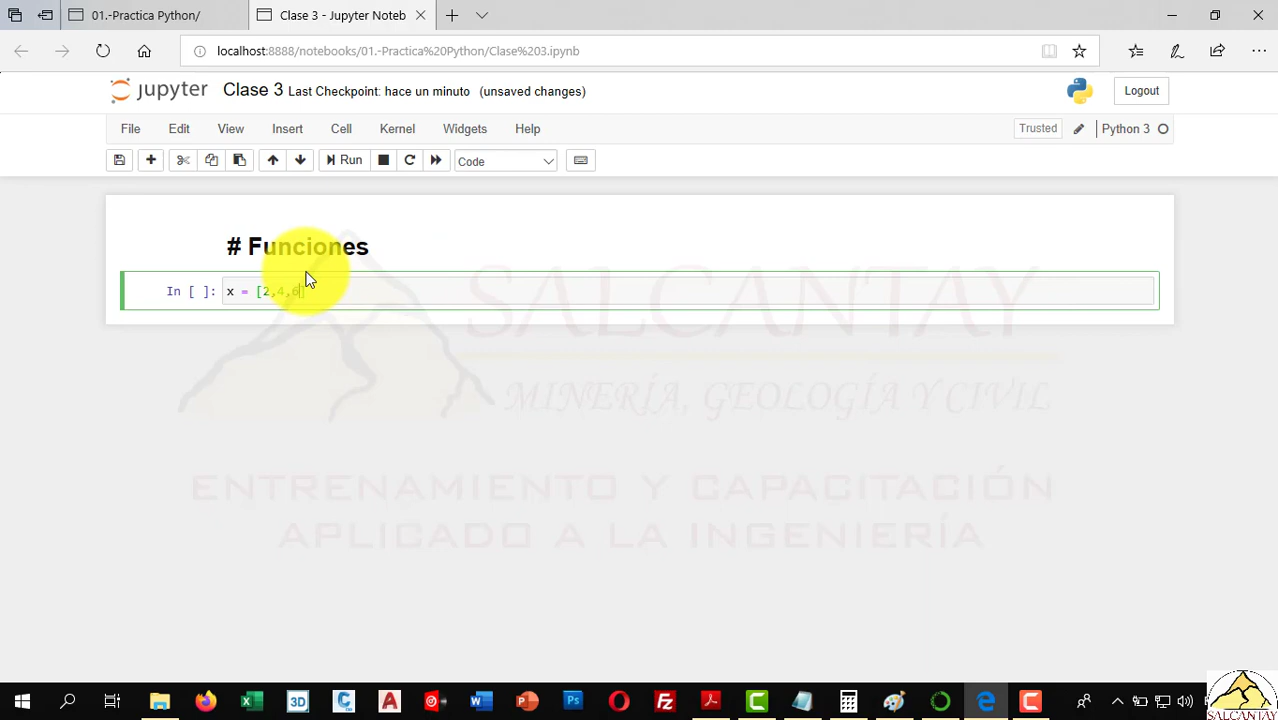 01.-Practica Python/
Clase 3 - Jupyter Noteb
localhost:8888/notebooks/01.-Practica%20Python/Clase%203.ipynb
jupyter Clase 3 Last Checkpoint: hace un minuto (unsaved changes)
Logout
File Edit View Insert Cell Kernel Widgets Help
Trusted
Python 3
Run
Code
# Funciones
In [ ]: x = [2,4,6]
SALCANTAY
MINERÍA, GEOLOGÍA Y CIVIL
ENTRENAMIENTO Y CAPACITACIÓN
APLICADO A LA INGENIERÍA
SALCANTAY